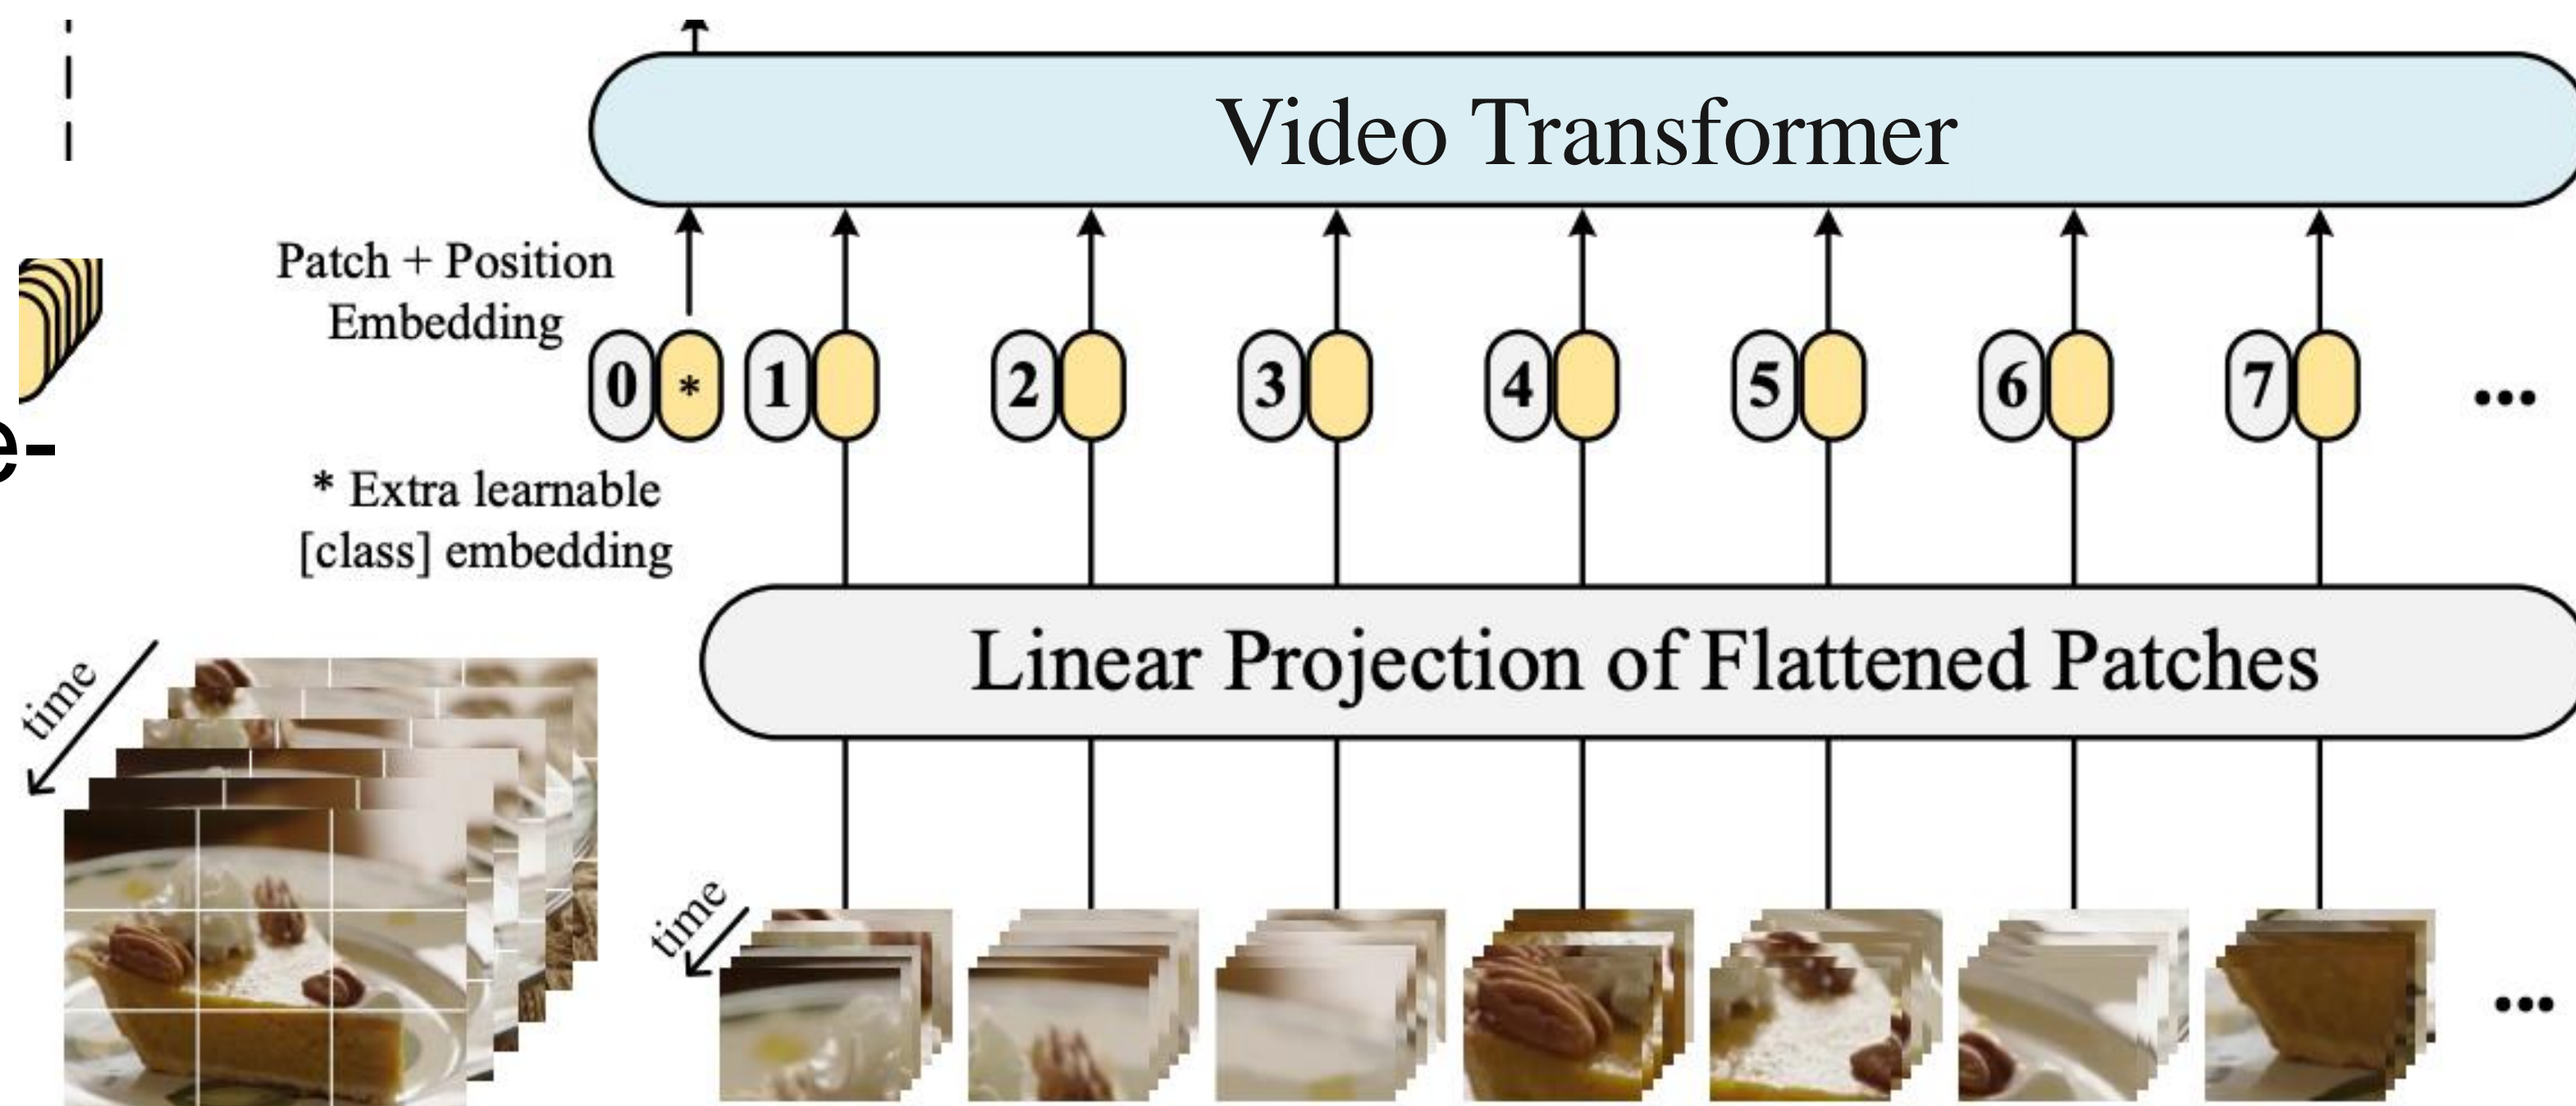 Video Transformer
Patch + Position
Embedding
0 * 1 2 3 4 5 6 7 ...
e-
* Extra learnable
[class] embedding
Linear Projection of Flattened Patches
time
time
...